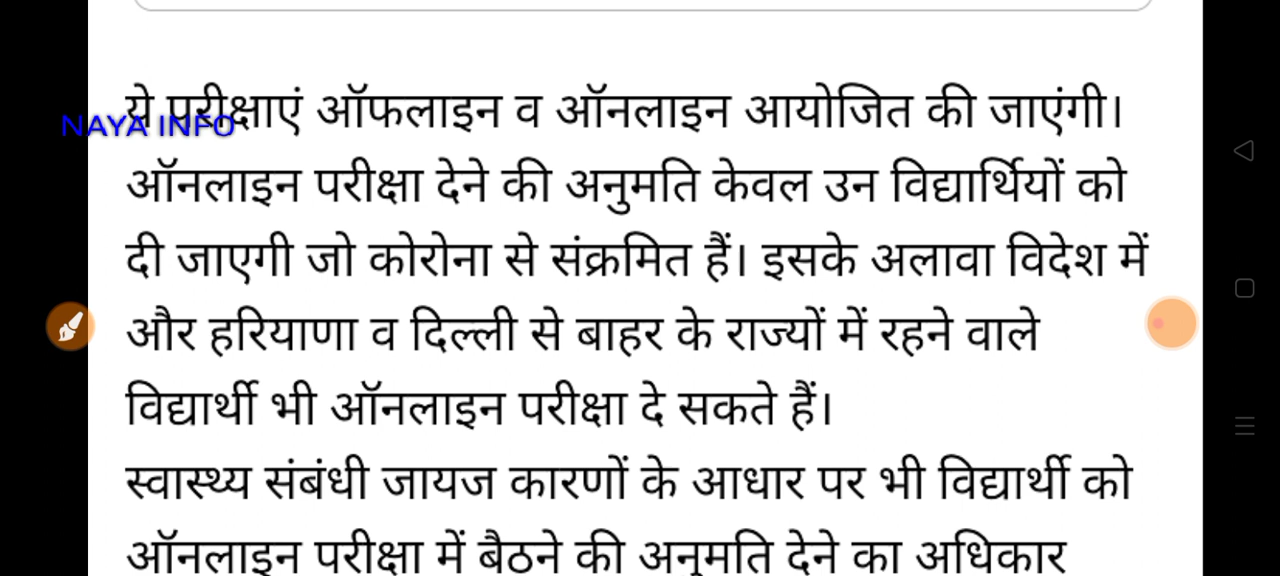 ये परीक्षाएं ऑफलाइन व ऑनलाइन आयोजित की जाएंगी।
NAYA INFO
ऑनलाइन परीक्षा देने की अनुमति केवल उन विद्यार्थियों को
दी जाएगी जो कोरोना से संक्रमित हैं। इसके अलावा विदेश में
और हरियाणा व दिल्ली से बाहर के राज्यों में रहने वाले
विद्यार्थी भी ऑनलाइन परीक्षा दे सकते हैं।
स्वास्थ्य संबंधी जायज कारणों के आधार पर भी विद्यार्थी को
ऑनलाइन परीक्षा में बैठने की अनुमति देने का अधिकार